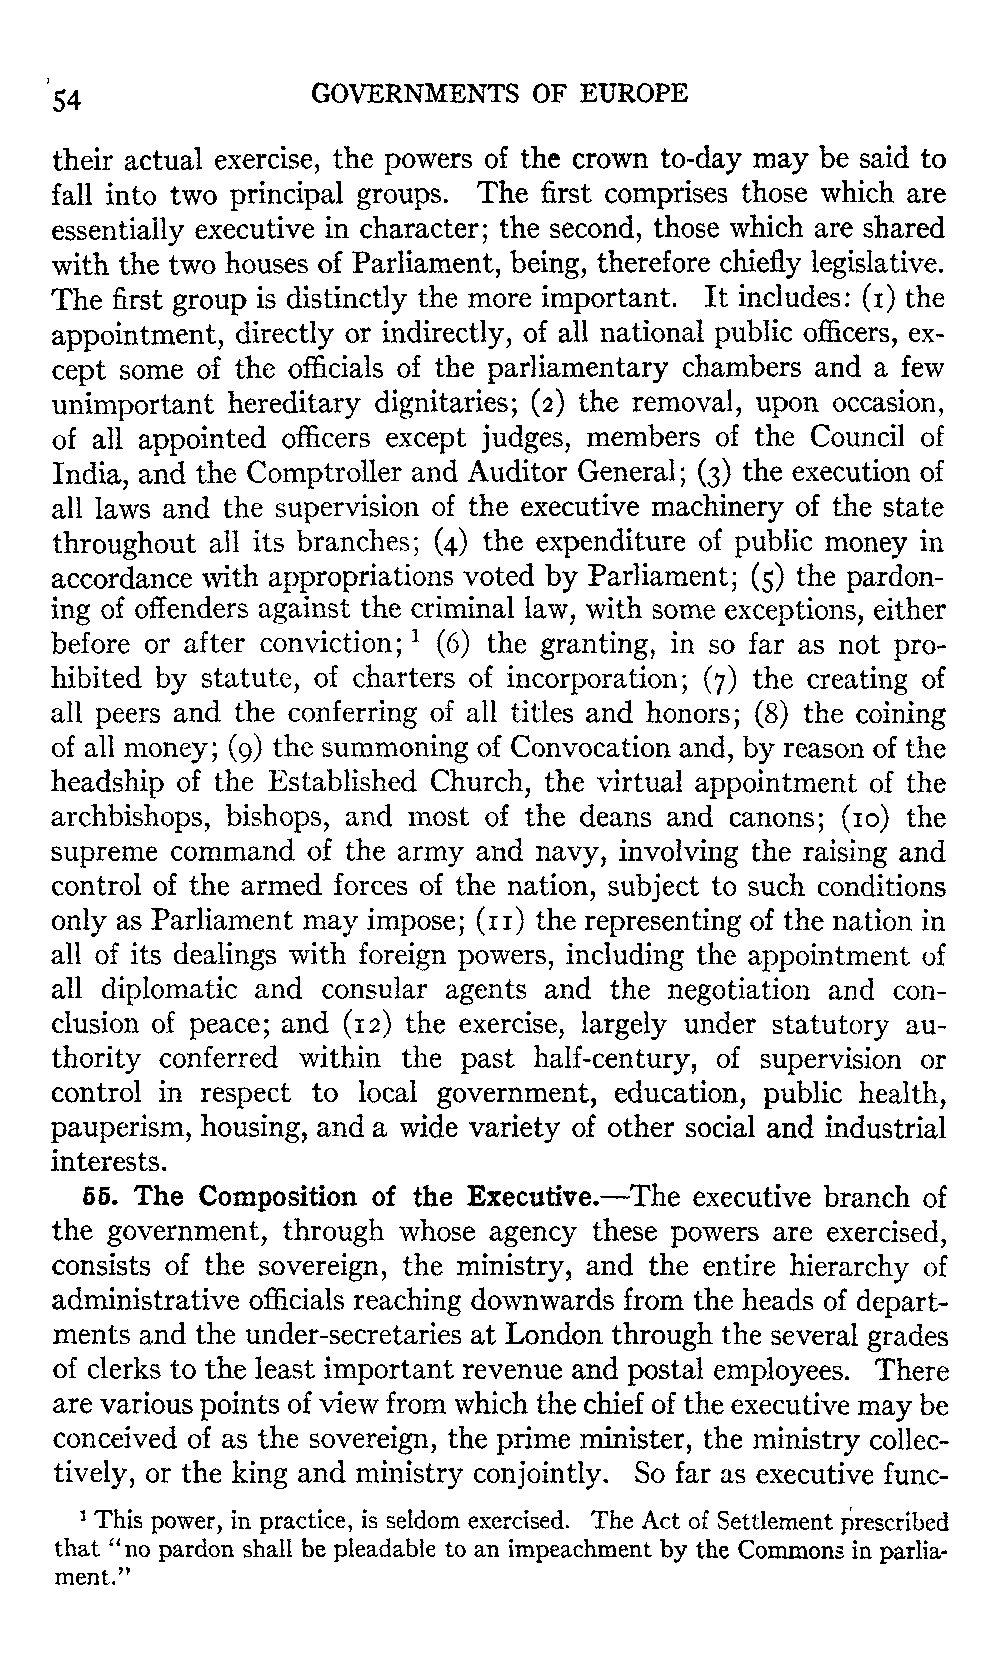 54 GOVERNMENTS OF EUROPE
their actual exercise, the powers of the crown to-day may be said to
fall into two principal groups. The first comprises those which are
essentially executive in character; the second, those which are shared
with the two houses of Parliament, being, therefore chiefly legislative.
The first group is distinctly the more important. It includes: (1) the
appointment, directly or indirectly, of all national public officers, ex-
cept some of the officials of the parliamentary chambers and a few
unimportant hereditary dignitaries; (2) the removal, upon occasion,
of all appointed officers except judges, members of the Council of
India, and the Comptroller and Auditor General; (3) the execution of
all laws and the supervision of the executive machinery of the state
throughout all its branches; (4) the expenditure of public money in
accordance with appropriations voted by Parliament; (5) the pardon-
ing of offenders against the criminal law, with some exceptions, either
before or after conviction; ¹ (6) the granting, in so far as not pro-
hibited by statute, of charters of incorporation; (7) the creating of
all peers and the conferring of all titles and honors; (8) the coining
of all money; (9) the summoning of Convocation and, by reason of the
headship of the Established Church, the virtual appointment of the
archbishops, bishops, and most of the deans and canons; (10) the
supreme command of the army and navy, involving the raising and
control of the armed forces of the nation, subject to such conditions
only as Parliament may impose; (11) the representing of the nation in
all of its dealings with foreign powers, including the appointment of
all diplomatic and consular agents and the negotiation and con-
clusion of peace; and (12) the exercise, largely under statutory au-
thority conferred within the past half-century, of supervision or
control in respect to local government, education, public health,
pauperism, housing, and a wide variety of other social and industrial
interests.
55. The Composition of the Executive.—The executive branch of
the government, through whose agency these powers are exercised,
consists of the sovereign, the ministry, and the entire hierarchy of
administrative officials reaching downwards from the heads of depart-
ments and the under-secretaries at London through the several grades
of clerks to the least important revenue and postal employees. There
are various points of view from which the chief of the executive may be
conceived of as the sovereign, the prime minister, the ministry collec-
tively, or the king and ministry conjointly. So far as executive func-
¹ This power, in practice, is seldom exercised. The Act of Settlement prescribed
that "no pardon shall be pleadable to an impeachment by the Commons in parlia-
ment."